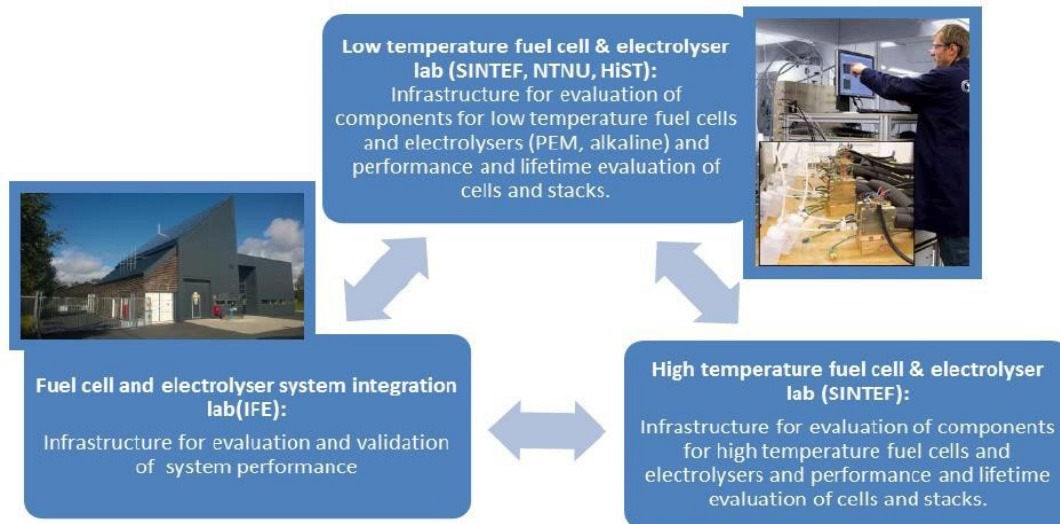 Low temperature fuel cell & electrolyser
lab (SINTEF, NTNU, HiST):
Infrastructure for evaluation of
components for low temperature fuel cells
and electrolysers (PEM, alkaline) and
performance and lifetime evaluation of
cells and stacks.
Fuel cell and electrolyser system integration
lab(IFE):
Infrastructure for evaluation and validation
of system performance
High temperature fuel cell & electrolyser
lab (SINTEF):
Infrastructure for evaluation of components
for high temperature fuel cells and
electrolysers and performance and lifetime
evaluation of cells and stacks.